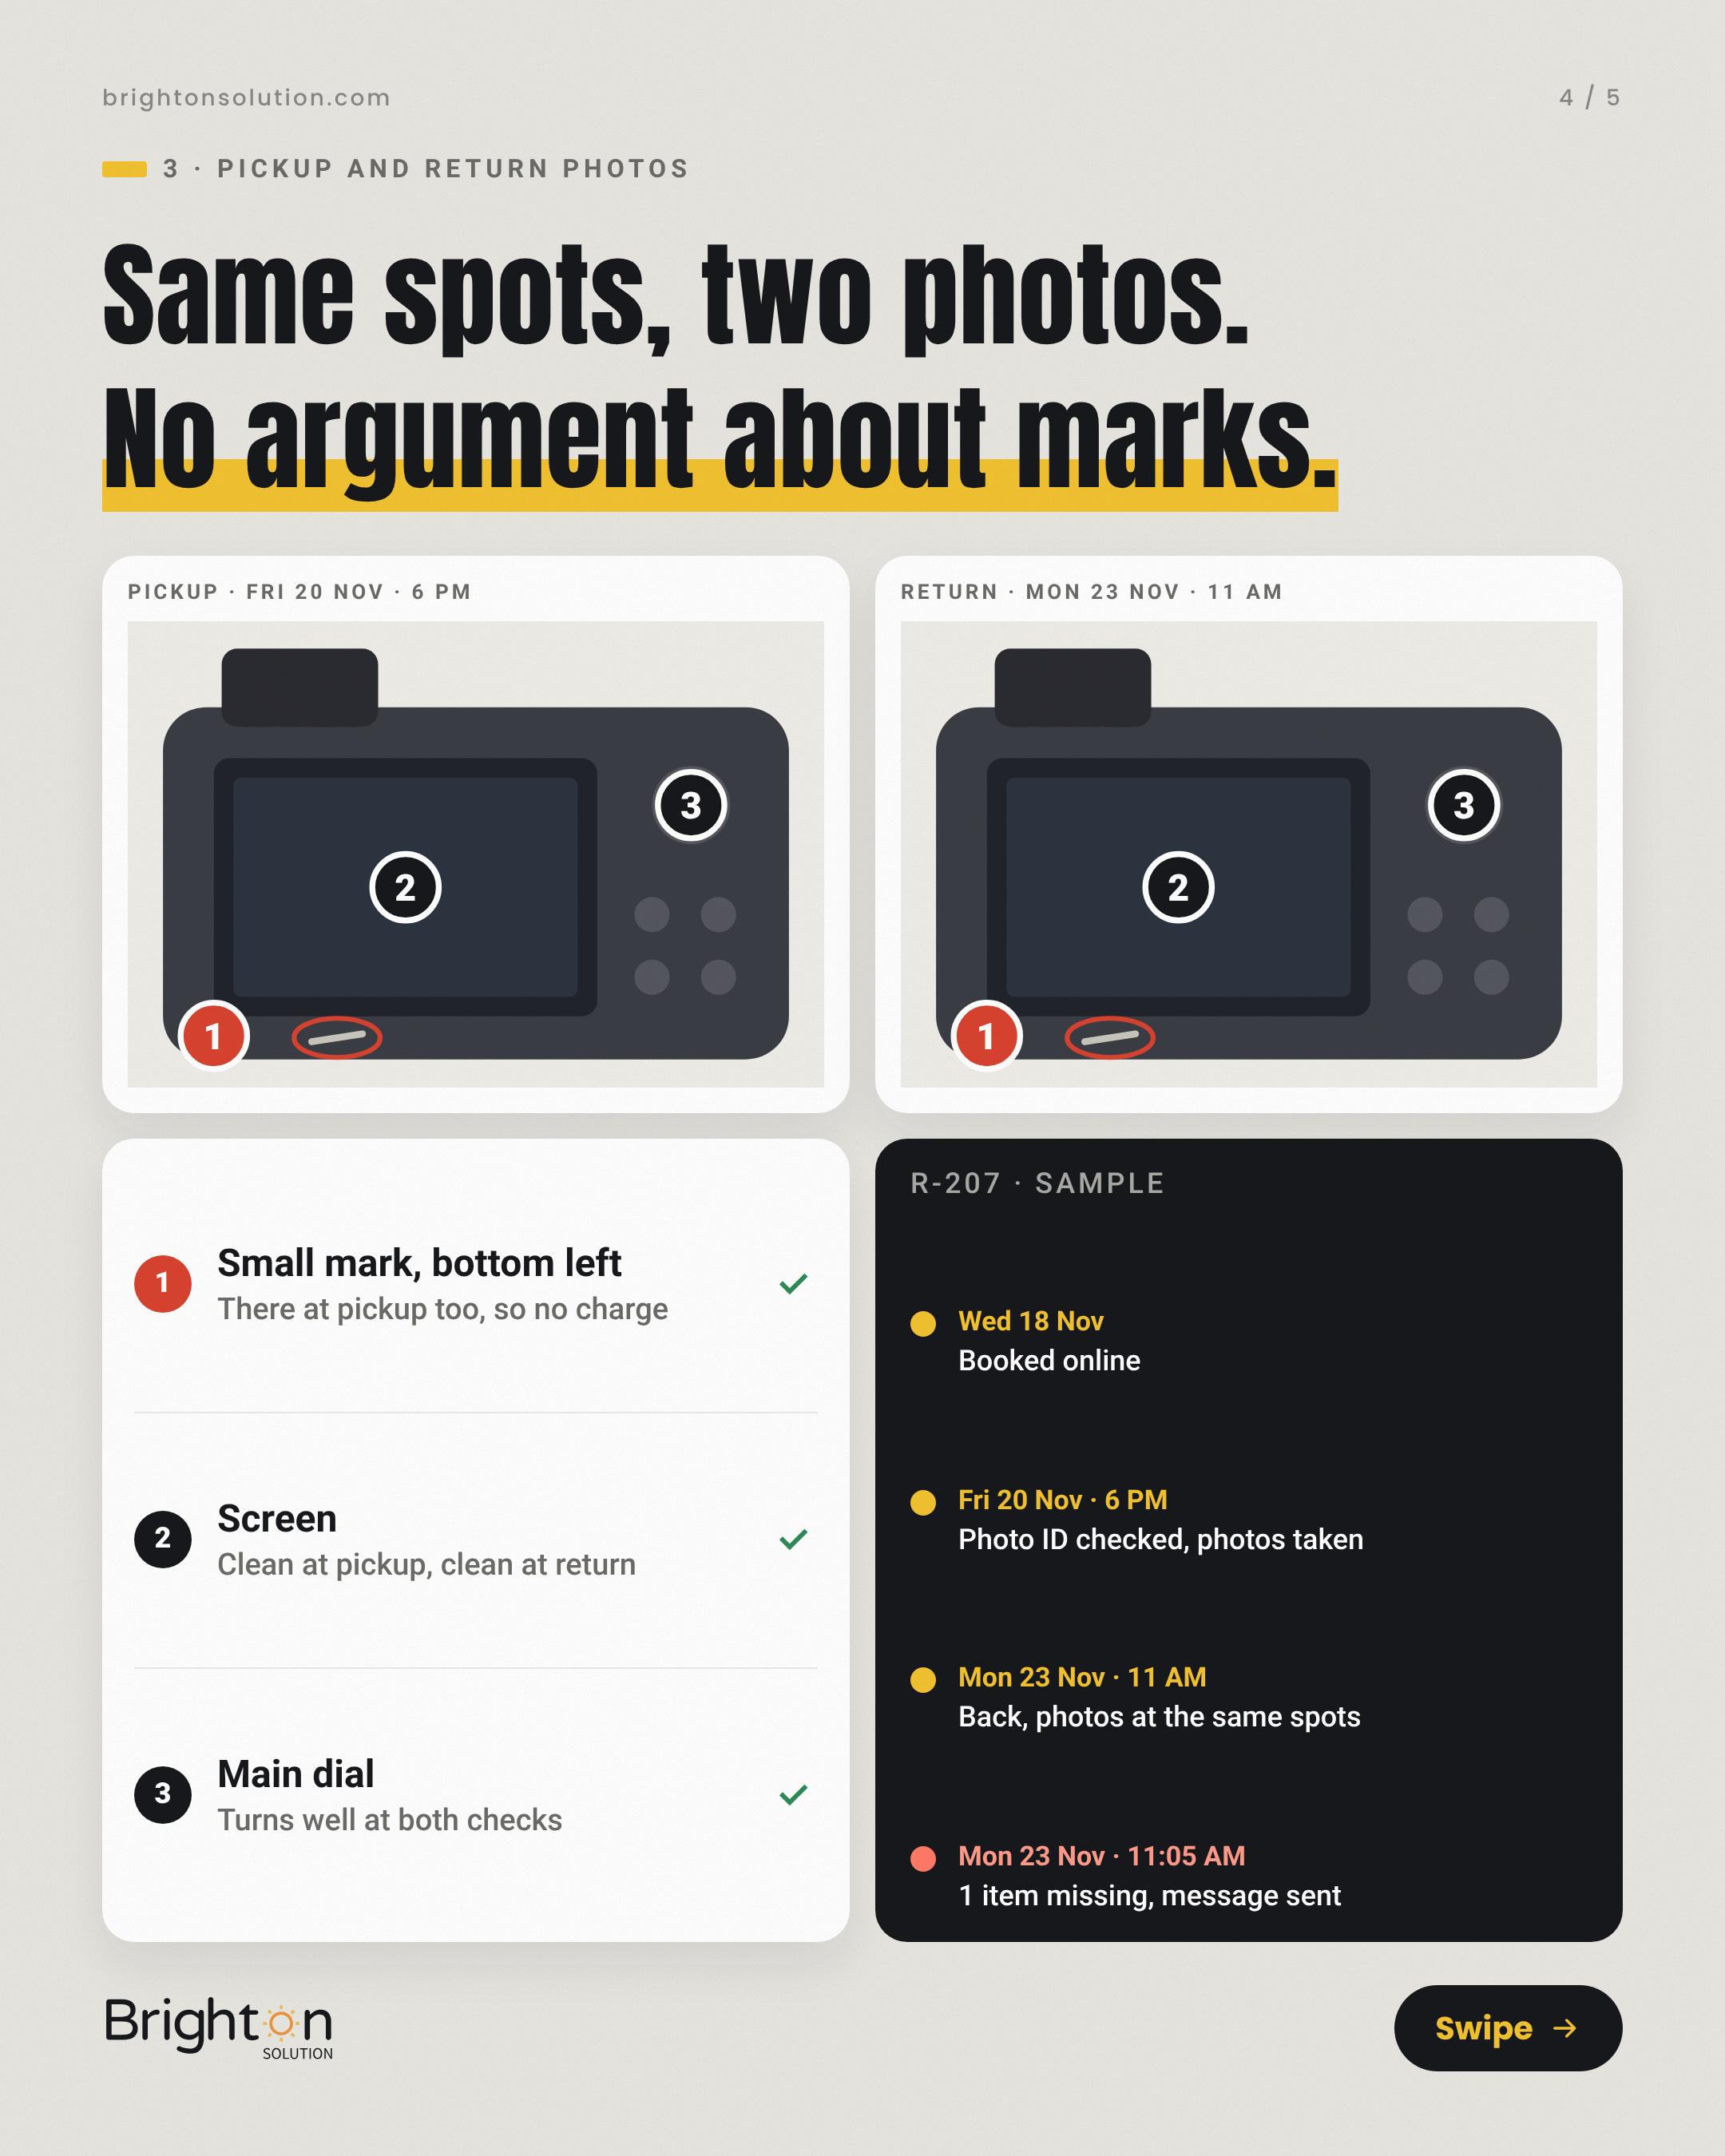 brightonsolution.com
4 / 5
3 · PICKUP AND RETURN PHOTOS
Same spots, two photos.
No argument about marks.
PICKUP · FRI 20 NOV · 6 PM
3
2
1
RETURN · MON 23 NOV · 11 AM
3
2
1
1
Small mark, bottom left
There at pickup too, so no charge
2
Screen
Clean at pickup, clean at return
3
Main dial
Turns well at both checks
R-207 · SAMPLE
Wed 18 Nov
Booked online
Fri 20 Nov · 6 PM
Photo ID checked, photos taken
Mon 23 Nov · 11 AM
Back, photos at the same spots
Mon 23 Nov · 11:05 AM
1 item missing, message sent
Brighton
SOLUTION
Swipe →